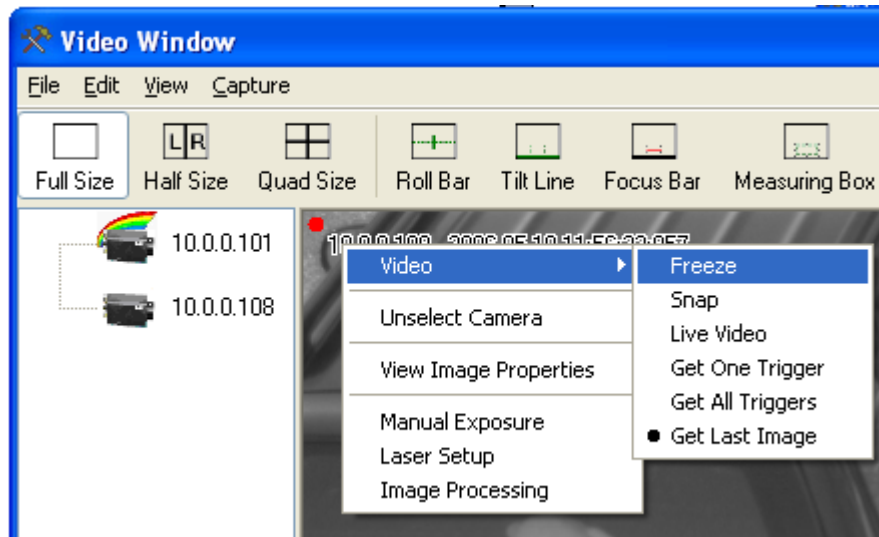 Video Window
File Edit View Capture
Full Size
L R
Half Size
Quad Size
Roll Bar
Tilt Line
Focus Bar
Measuring Box
10.0.0.101
10.0.0.108
Video
Unselect Camera
View Image Properties
Manual Exposure
Laser Setup
Image Processing
Freeze
Snap
Live Video
Get One Trigger
Get All Triggers
Get Last Image